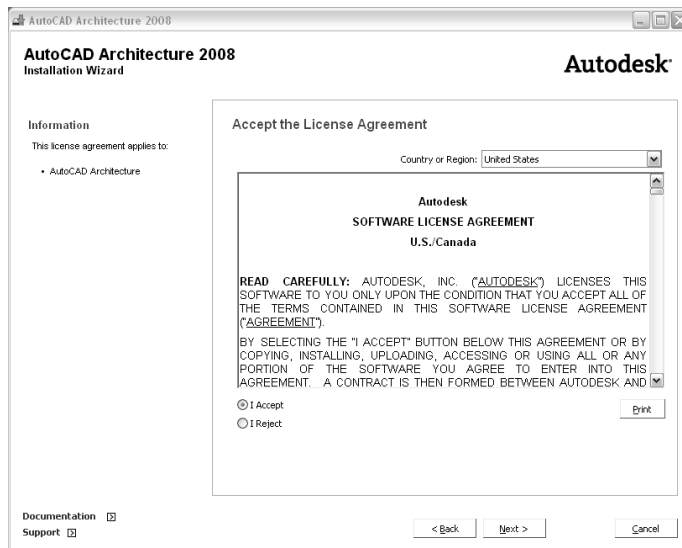 AutoCAD Architecture 2008
AutoCAD Architecture 2008
Installation Wizard
Autodesk
Information
This license agreement applies to:
• AutoCAD Architecture
Accept the License Agreement
Country or Region: United States
Autodesk
SOFTWARE LICENSE AGREEMENT
U.S./Canada
READ CAREFULLY: AUTODESK, INC. ("AUTODESK") LICENSES THIS
SOFTWARE TO YOU ONLY UPON THE CONDITION THAT YOU ACCEPT ALL OF
THE TERMS CONTAINED IN THIS SOFTWARE LICENSE AGREEMENT
("AGREEMENT").
BY SELECTING THE "I ACCEPT" BUTTON BELOW THIS AGREEMENT OR BY
COPYING, INSTALLING, UPLOADING, ACCESSING OR USING ALL OR ANY
PORTION OF THE SOFTWARE YOU AGREE TO ENTER INTO THIS
AGREEMENT. A CONTRACT IS THEN FORMED BETWEEN AUTODESK AND
I Accept
I Reject
Print
Documentation
Support
< Back
Next >
Cancel